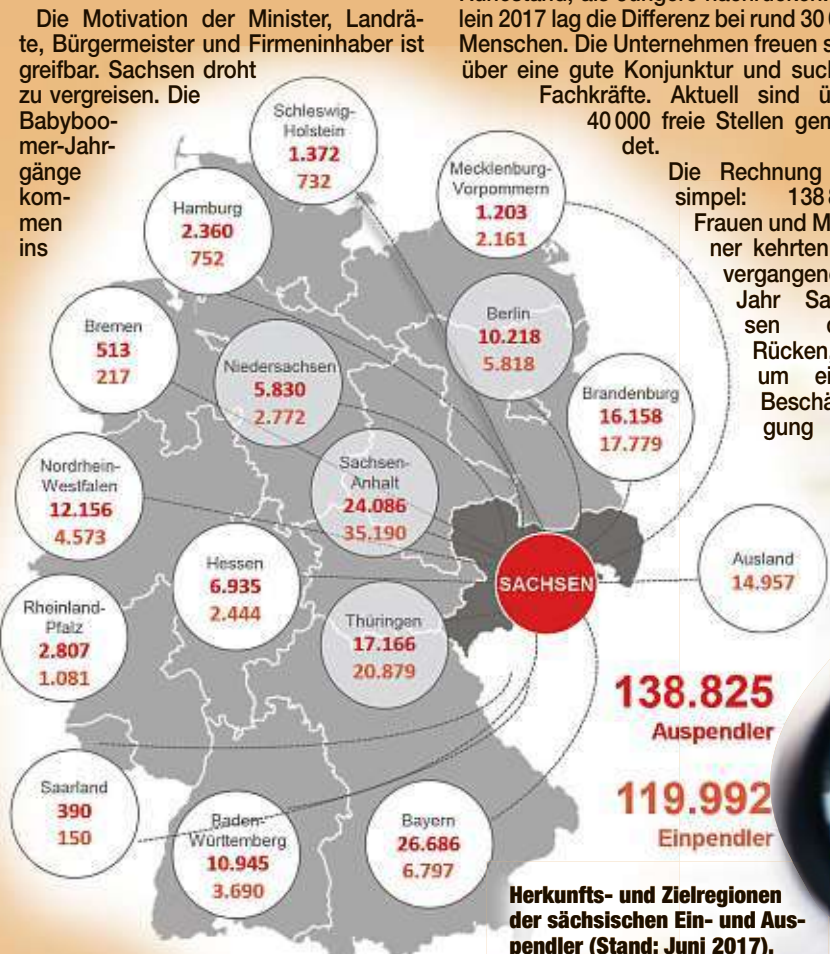 Die Motivation der Minister, Landrä-
te, Bürgermeister und Firmeninhaber ist
greifbar. Sachsen droht
zu vergreisen. Die
Babyboo-
mer-Jahr-
gänge
kom-
men
ins
lein 2017 lag die Differenz bei rund 30
Menschen. Die Unternehmen freuen
über eine gute Konjunktur und
Fachkräfte. Aktuell sind
40 000 freie Stellen
det.
Die Rechnung
simpel: 138
Frauen und
ner kehrten
Jahr
sen
Rücken,
um
gung
Schleswig-
Holstein
1.372
732
Mecklenburg-
Vorpommern
1.203
2.161
Hamburg
2.360
752
Berlin
10.218
5.818
Bremen
513
217
Niedersachsen
5.830
2.772
Brandenburg
16.158
17.779
Nordrhein-
Westfalen
12.156
4.573
Sachsen-
Anhalt
24.086
35.190
Hessen
6.935
2.444
SACHSEN
Ausland
14.957
Rheinland-
Pfalz
2.807
1.081
Thüringen
17.166
20.879
138.825
Auspendler
Saarland
390
150
Baden-
Württemberg
10.945
3.690
Bayern
26.686
6.797
119.992
Einpendler
Herkunfts- und Zielregionen
der sächsischen Ein- und Aus-
pendler (Stand: Juni 2017).